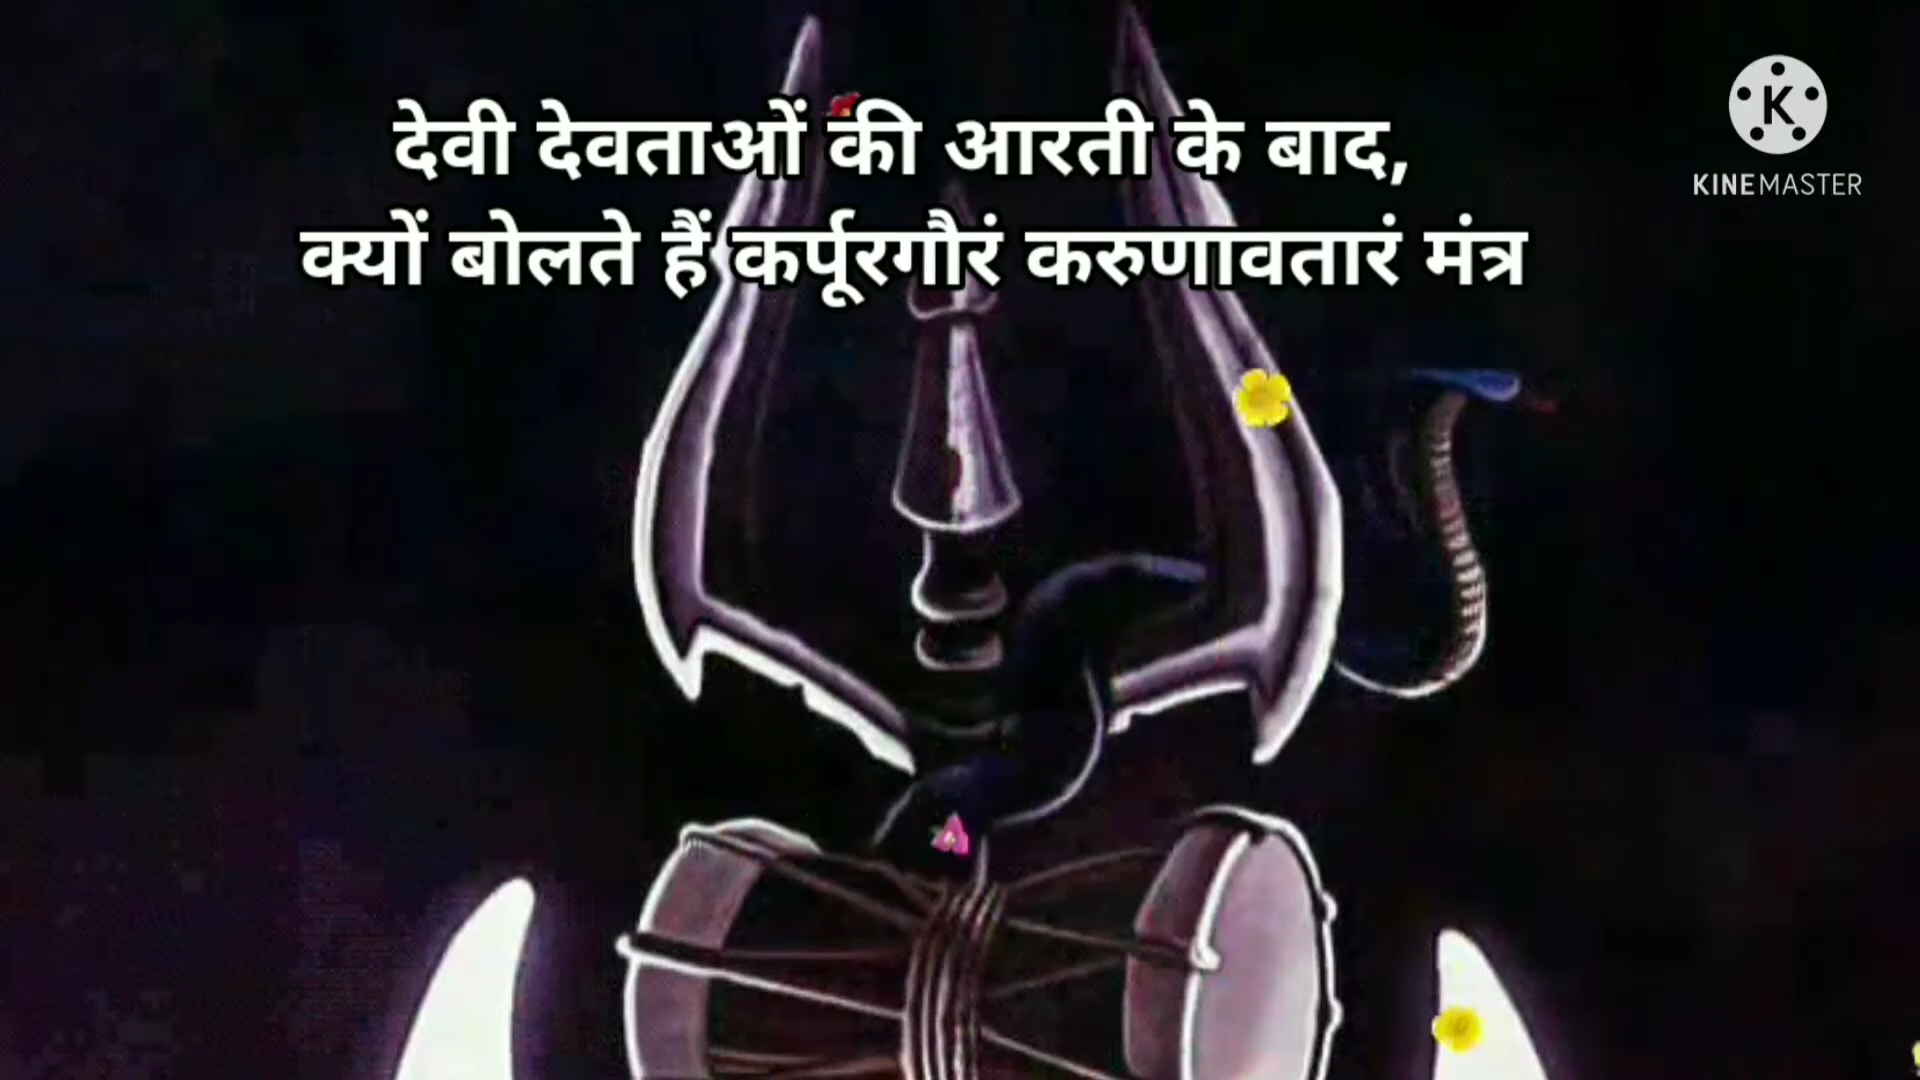 देवी देवताओं की आरती के बाद,
क्यों बोलते हैं कर्पूरगौरं करुणावतारं मंत्र
K
KINEMASTER